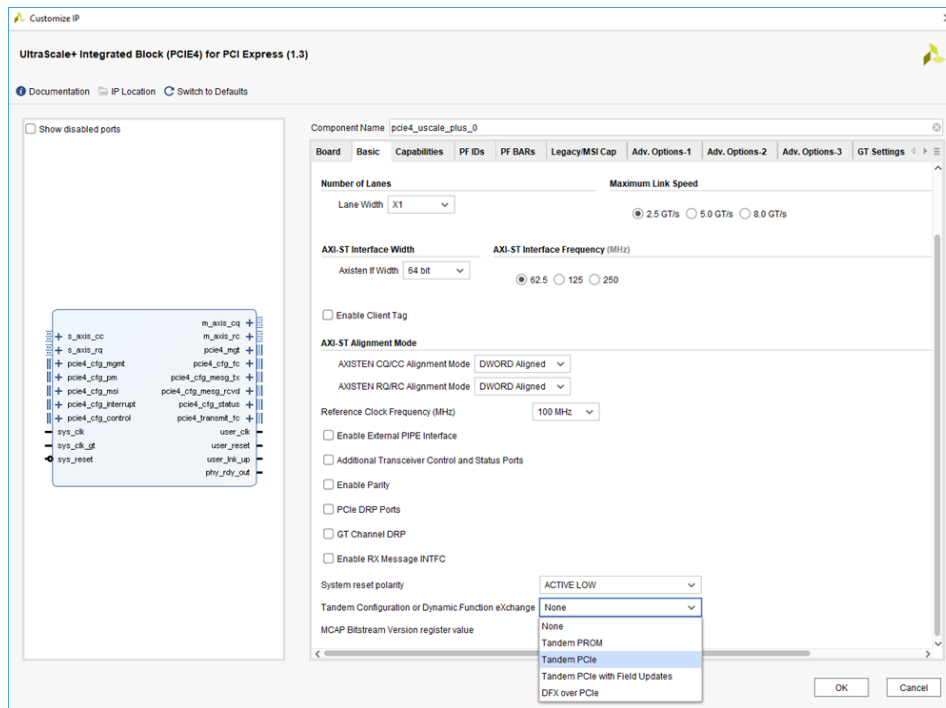 Customize IP
UltraScale+ Integrated Block (PCIE4) for PCI Express (1.3)
Documentation IP Location Switch to Defaults
Show disabled ports
m_axis_cq
s_axis_cc m_axis_rc
s_axis_rq pcie4_mgt
pcie4_cfg_mgmt pcie4_cfg_fc
pcie4_cfg_pm pcie4_cfg_mesg_tx
pcie4_cfg_msi pcie4_cfg_mesg_rcvd
pcie4_cfg_interrupt pcie4_cfg_status
pcie4_cfg_control pcie4_transmit_fc
sys_clk user_clk
sys_clk_gt user_reset
sys_reset user_lnk_up
phy_rdy_out
Component Name pcie4_uscale_plus_0
Board Basic Capabilities PF IDs PF BARs Legacy/MSI Cap Adv. Options-1 Adv. Options-2 Adv. Options-3 GT Settings
Number of Lanes Maximum Link Speed
Lane Width X1
2.5 GT/s 5.0 GT/s 8.0 GT/s
AXI-ST Interface Width AXI-ST Interface Frequency (MHz)
Axisten If Width 64 bit
62.5 125 250
Enable Client Tag
AXI-ST Alignment Mode
AXISTEN CQ/CC Alignment Mode DWORD Aligned
AXISTEN RQ/RC Alignment Mode DWORD Aligned
Reference Clock Frequency (MHz) 100 MHz
Enable External PIPE Interface
Additional Transceiver Control and Status Ports
Enable Parity
PCIe DRP Ports
GT Channel DRP
Enable RX Message INTFC
System reset polarity ACTIVE LOW
Tandem Configuration or Dynamic Function eXchange None
MCAP Bitstream Version register value
None
Tandem PROM
Tandem PCIe
Tandem PCIe with Field Updates
DFX over PCIe
OK Cancel